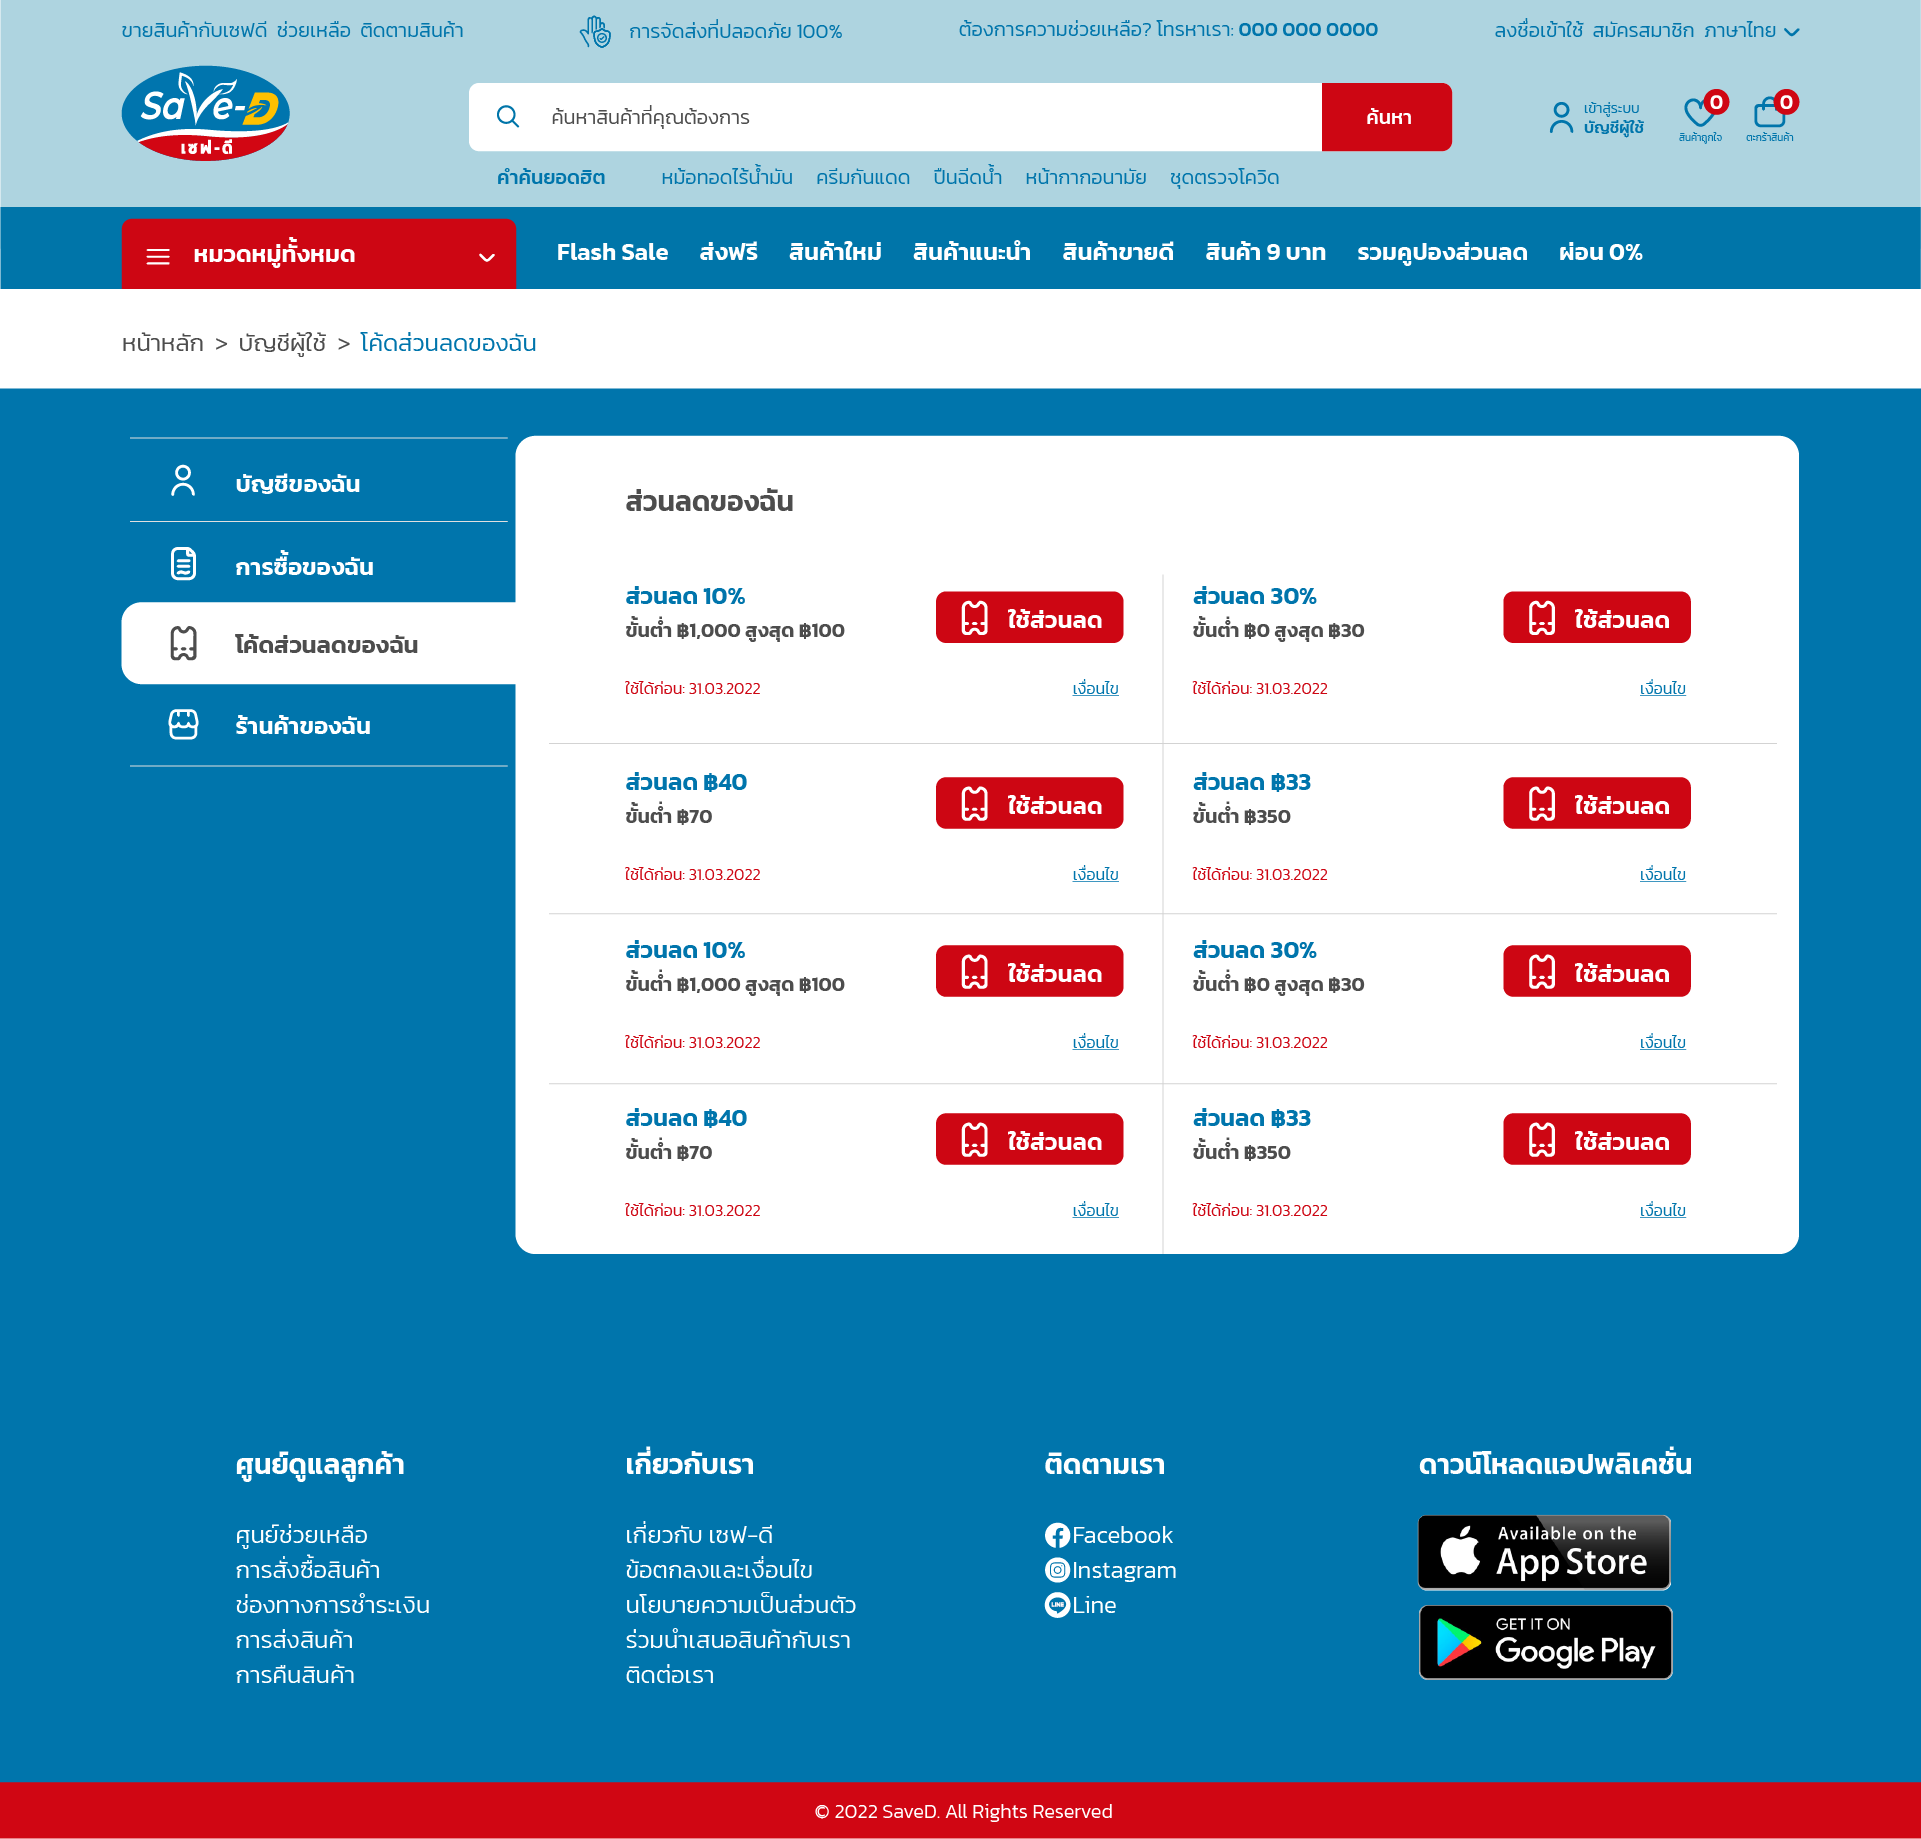 ขายสินค้ากับเซฟดี ช่วยเหลือ ติดตามสินค้า
การจัดส่งที่ปลอดภัย 100%
ต้องการความช่วยเหลือ? โทรหาเรา: 000 000 0000
ลงชื่อเข้าใช้ สมัครสมาชิก ภาษาไทย
SaVe-D
เซฟ-ดี
ค้นหาสินค้าที่คุณต้องการ
ค้นหา
เข้าสู่ระบบ
บัญชีผู้ใช้
0
สินค้าถูกใจ
0
ตะกร้าสินค้า
คำค้นยอดฮิต หม้อทอดไร้น้ำมัน ครีมกันแดด ปืนฉีดน้ำ หน้ากากอนามัย ชุดตรวจโควิด
หมวดหมู่ทั้งหมด
Flash Sale ส่งฟรี สินค้าใหม่ สินค้าแนะนำ สินค้าขายดี สินค้า 9 บาท รวมคูปองส่วนลด ผ่อน 0%
หน้าหลัก > บัญชีผู้ใช้ > โค้ดส่วนลดของฉัน
บัญชีของฉัน
การซื้อของฉัน
โค้ดส่วนลดของฉัน
ร้านค้าของฉัน
ส่วนลดของฉัน
ส่วนลด 10%
ขั้นต่ำ ฿1,000 สูงสุด ฿100
ใช้ส่วนลด
ใช้ได้ก่อน: 31.03.2022
เงื่อนไข
ส่วนลด 30%
ขั้นต่ำ ฿0 สูงสุด ฿30
ใช้ส่วนลด
ใช้ได้ก่อน: 31.03.2022
เงื่อนไข
ส่วนลด ฿40
ขั้นต่ำ ฿70
ใช้ส่วนลด
ใช้ได้ก่อน: 31.03.2022
เงื่อนไข
ส่วนลด ฿33
ขั้นต่ำ ฿350
ใช้ส่วนลด
ใช้ได้ก่อน: 31.03.2022
เงื่อนไข
ส่วนลด 10%
ขั้นต่ำ ฿1,000 สูงสุด ฿100
ใช้ส่วนลด
ใช้ได้ก่อน: 31.03.2022
เงื่อนไข
ส่วนลด 30%
ขั้นต่ำ ฿0 สูงสุด ฿30
ใช้ส่วนลด
ใช้ได้ก่อน: 31.03.2022
เงื่อนไข
ส่วนลด ฿40
ขั้นต่ำ ฿70
ใช้ส่วนลด
ใช้ได้ก่อน: 31.03.2022
เงื่อนไข
ส่วนลด ฿33
ขั้นต่ำ ฿350
ใช้ส่วนลด
ใช้ได้ก่อน: 31.03.2022
เงื่อนไข
ศูนย์ดูแลลูกค้า
ศูนย์ช่วยเหลือ
การสั่งซื้อสินค้า
ช่องทางการชำระเงิน
การส่งสินค้า
การคืนสินค้า
เกี่ยวกับเรา
เกี่ยวกับ เซฟ-ดี
ข้อตกลงและเงื่อนไข
นโยบายความเป็นส่วนตัว
ร่วมนำเสนอสินค้ากับเรา
ติดต่อเรา
ติดตามเรา
Facebook
Instagram
LINE Line
ดาวน์โหลดแอปพลิเคชั่น
Available on the
App Store
GET IT ON
Google Play
© 2022 SaveD. All Rights Reserved